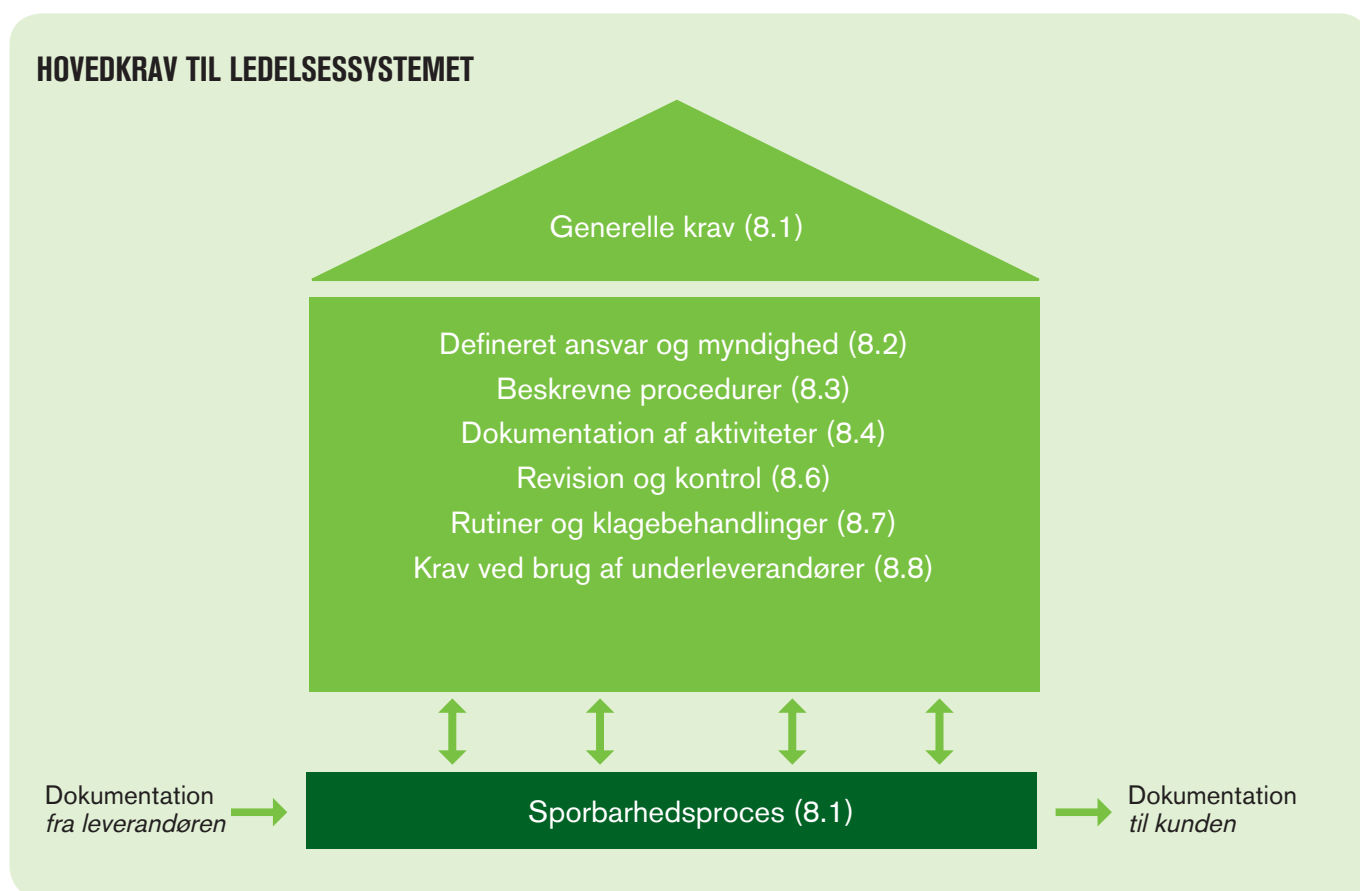 HOVEDKRAV TIL LEDELSESSYSTEMET
Generelle krav (8.1)
Defineret ansvar og myndighed (8.2)
Beskrevne procedurer (8.3)
Dokumentation af aktiviteter (8.4)
Revision og kontrol (8.6)
Rutiner og klagebehandlinger (8.7)
Krav ved brug af underleverandører (8.8)
Dokumentation
fra leverandøren
Sporbarhedsproces (8.1)
Dokumentation
til kunden